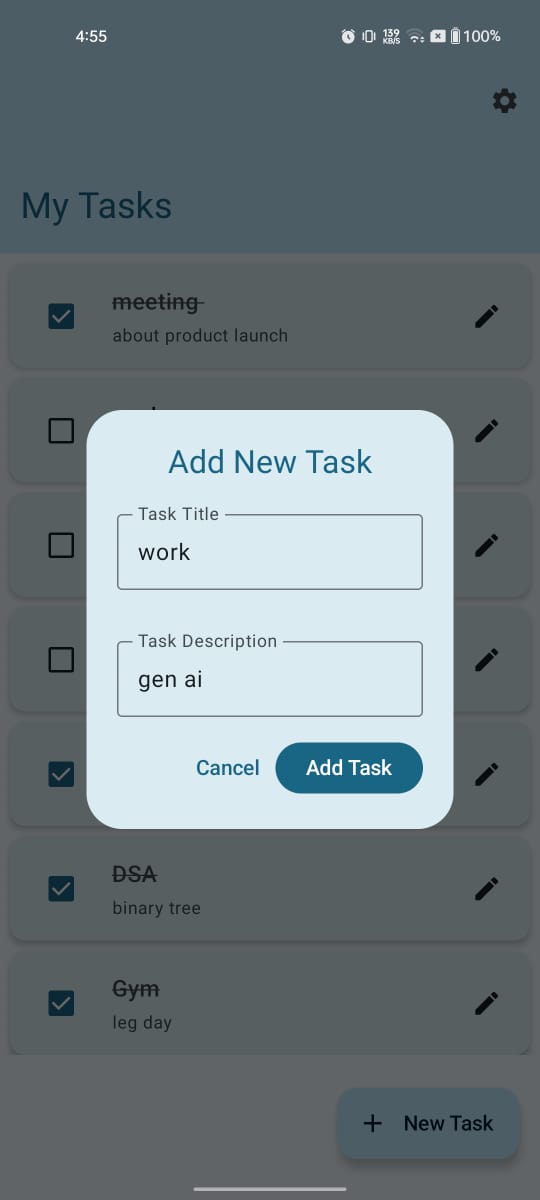 4:55
139
KB/S
100%
My Tasks
meeting
about product launch
Add New Task
Task Title
work
Task Description
gen ai
Cancel
Add Task
DSA
binary tree
Gym
leg day
+ New Task